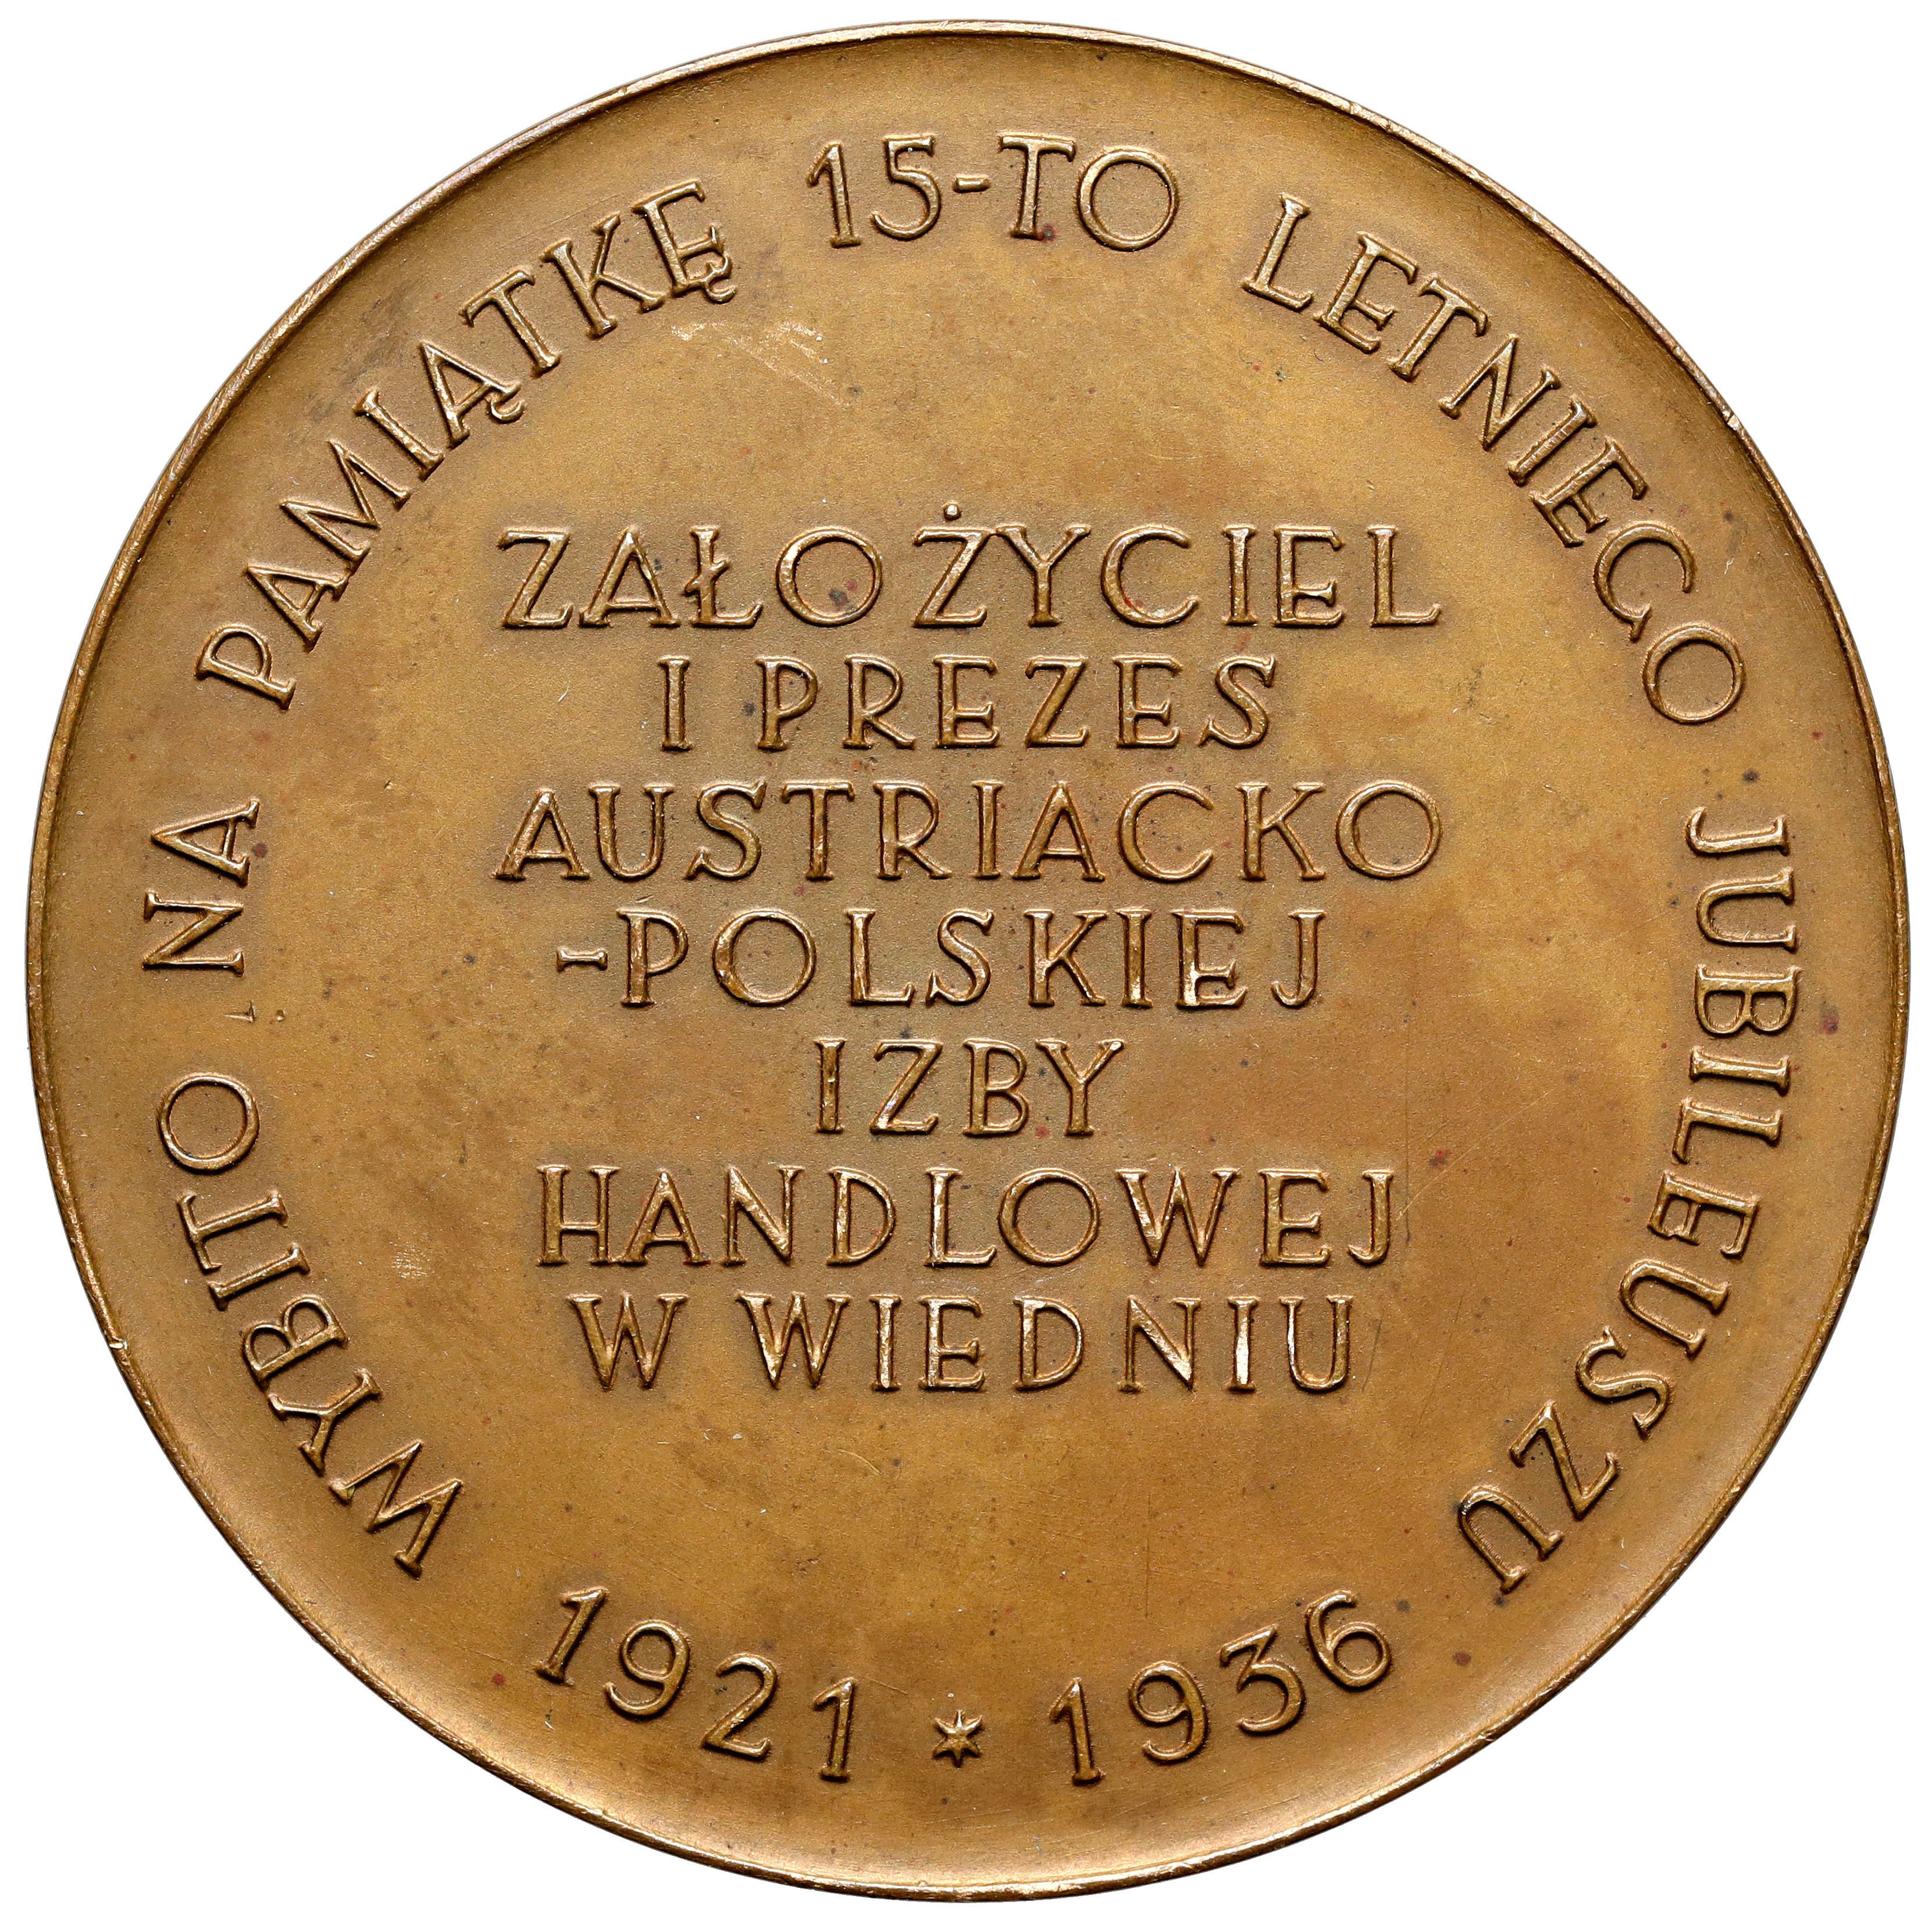 WYBITO NA PAMIĄTKĘ 15-TO LETNIEGO JUBILEUSZU
ZAŁOŻYCIEL
I PREZES
AUSTRIACKO
-POLSKIEJ
IZBY
HANDLOWEJ
W WIEDNIU
1921 * 1936